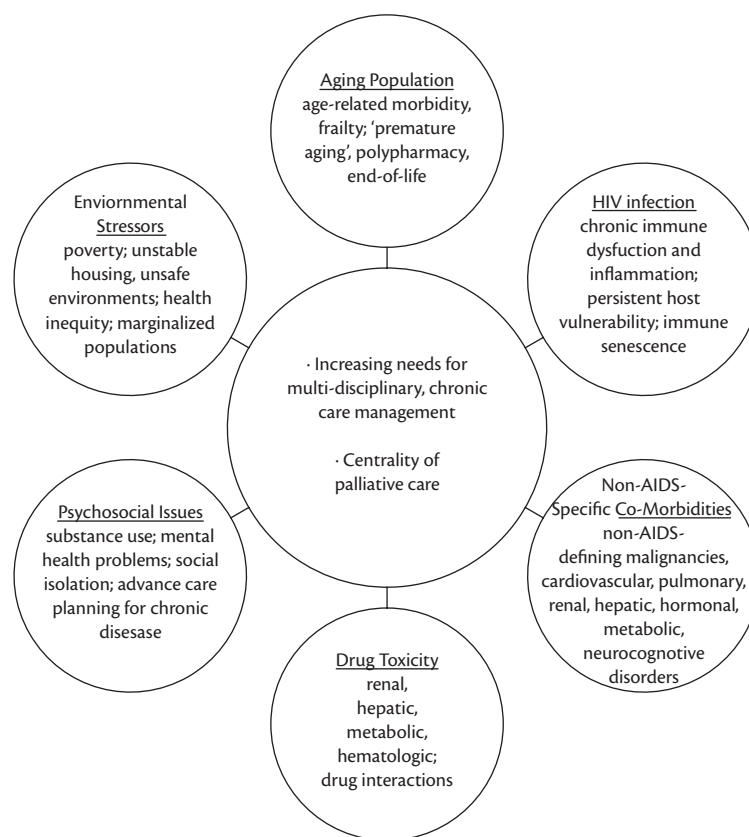 Aging Population
age-related morbidity,
frailty; ‘premature
aging’, polypharmacy,
end-of-life
Enviornmental
Stressors
poverty; unstable
housing, unsafe
environments; health
inequity; marginalized
populations
HIV infection
chronic immune
dysfuction and
inflammation;
persistent host
vulnerability; immune
senescence
· Increasing needs for
multi-disciplinary, chronic
care management
· Centrality of
palliative care
Psychosocial Issues
substance use; mental
health problems; social
isolation; advance care
planning for chronic
disesase
Non-AIDS-
Specific Co-Morbidities
non-AIDS-
defining malignancies,
cardiovascular, pulmonary,
renal, hepatic, hormonal,
metabolic,
neurocognotive
disorders
Drug Toxicity
renal,
hepatic,
metabolic,
hematologic;
drug interactions